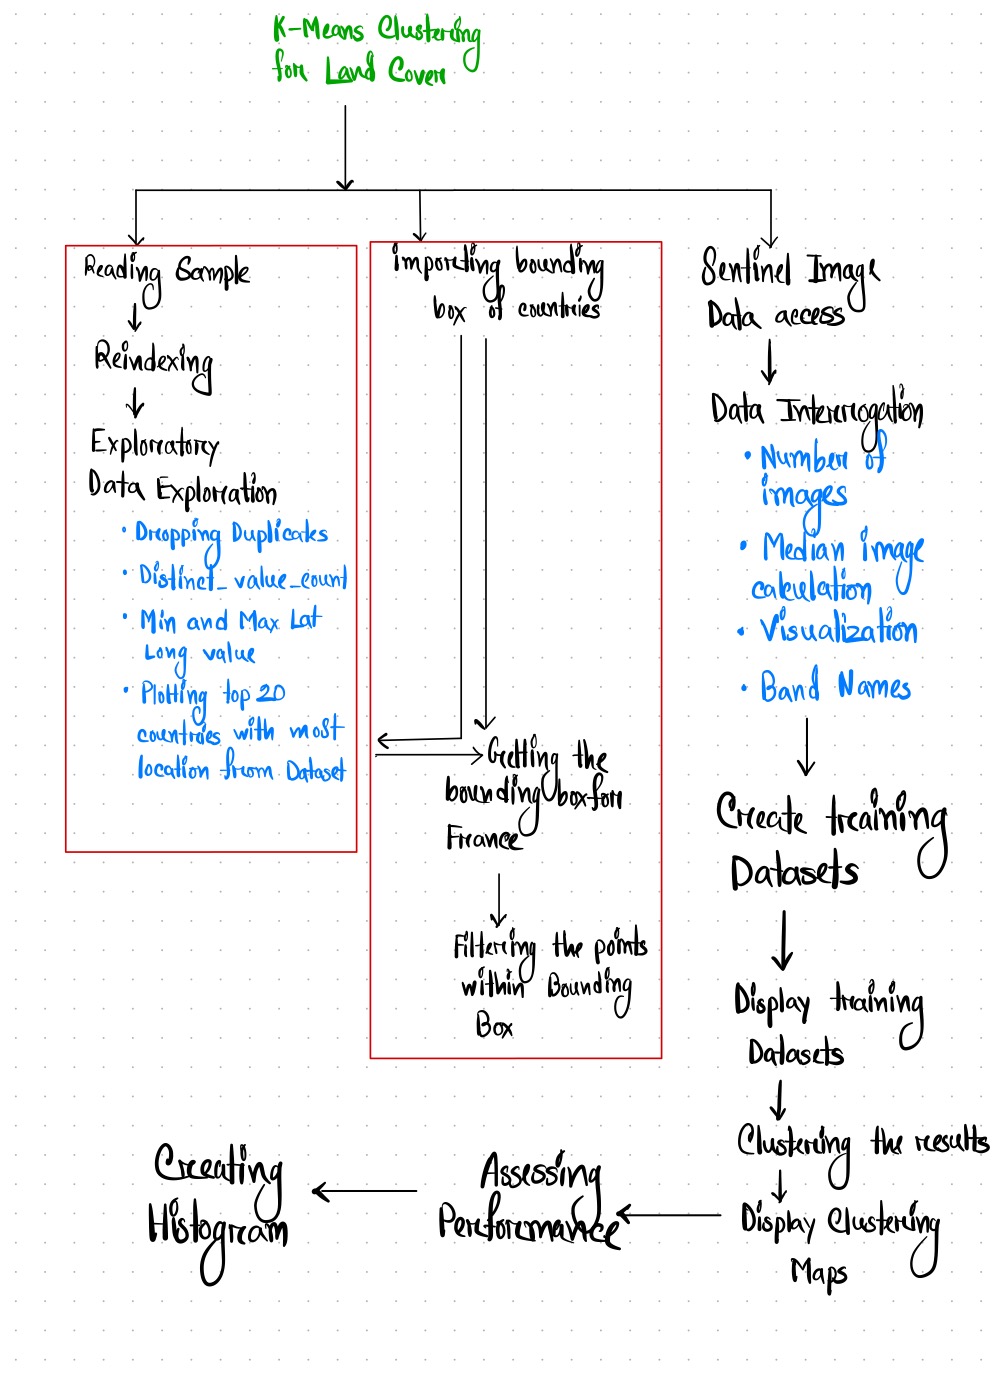 K-Means Clustering
for Land Cover
Reading Sample
Reindexing
Exploratory
Data Exploration
• Dropping Duplicates
• Distinct_value_count
• Min and Max Lat
Long value
• Plotting top 20
countries with most
location from Dataset
importing bounding
box of countries
Getting the
bounding box for
France
Filtering the points
within Bounding
Box
Sentinel Image
Data access
Data Interrogation
• Number of
images
• Median image
calculation
• Visualization
• Band Names
Create training
Datasets
Display training
Datasets
Clustering the results
Display Clustering
Maps
Assessing
Performance
Creating
Histogram